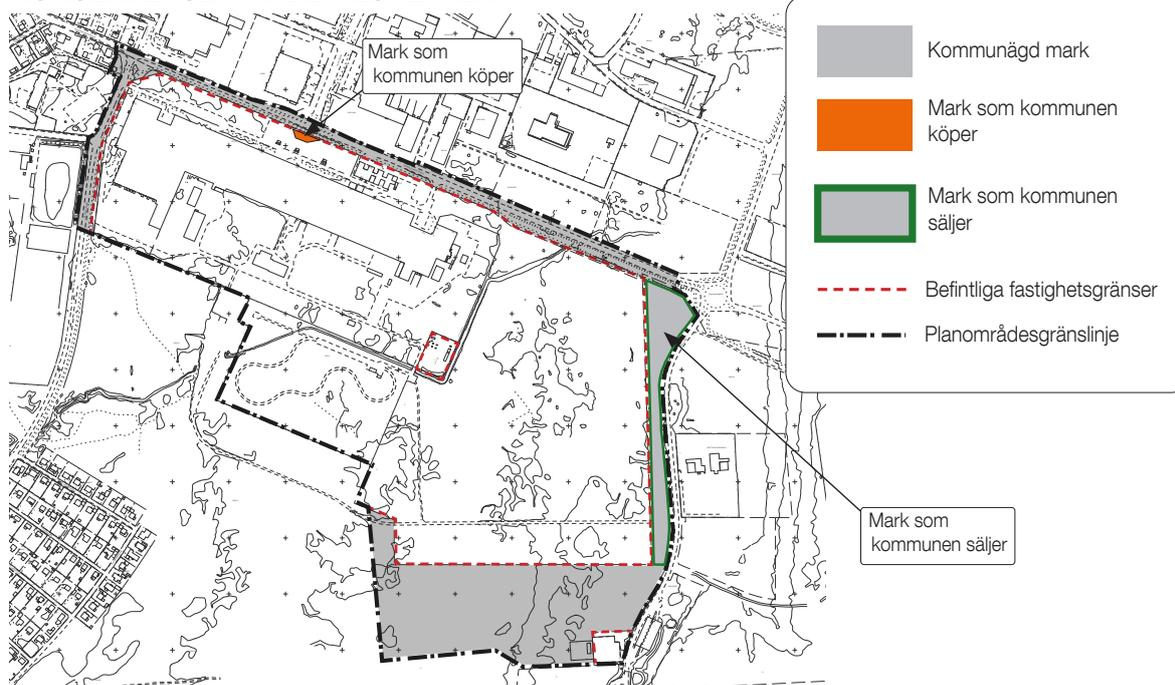 Mark som
kommunen köper
Kommunägd mark
Mark som kommunen
köper
Mark som kommunen
säljer
Befintliga fastighetsgränser
Planområdesgränslinje
Mark som
kommunen säljer